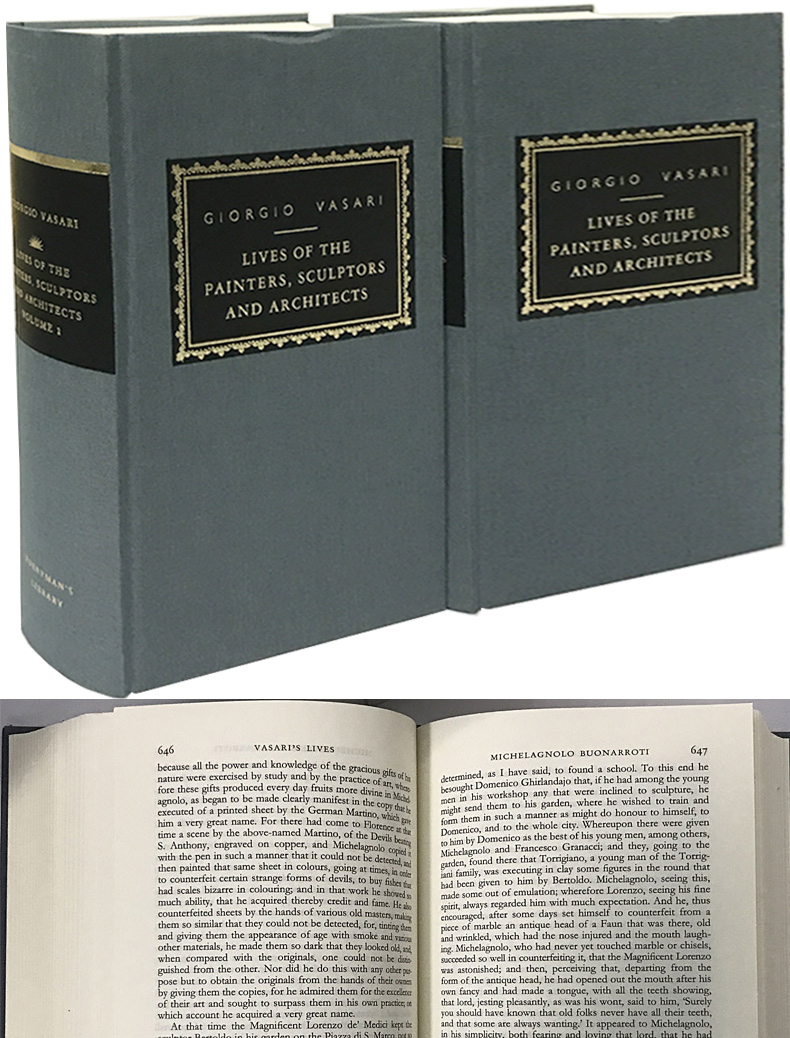 GIORGIO VASARI
LIVES OF THE
PAINTERS, SCULPTORS
AND ARCHITECTS
VOLUME 1
EVERYMAN'S
LIBRARY
GIORGIO VASARI
LIVES OF THE
PAINTERS, SCULPTORS
AND ARCHITECTS
GIORGIO VASARI
LIVES OF THE
PAINTERS, SCULPTORS
AND ARCHITECTS
646 VASARI'S LIVES
because all the power and knowledge of the gracious gifts of his
nature were exercised by study and by the practice of art, where-
fore these gifts produced every day fruits more divine in Michel-
agnolo, as began to be made clearly manifest in the copy that he
executed of a printed sheet by the German Martino, which gave
him a very great name. For there had come to Florence at that
time a scene by the above-named Martino, of the Devils beating
S. Anthony, engraved on copper, and Michelagnolo copied it
with the pen in such a manner that it could not be detected, and
then painted that same sheet in colours, going at times, in order
to counterfeit certain strange forms of devils, to buy fishes that
had scales bizarre in colouring; and in that work he showed so
much ability, that he acquired thereby credit and fame. He also
counterfeited sheets by the hands of various old masters, making
them so similar that they could not be detected, for, tinting them
and giving them the appearance of age with smoke and various
other materials, he made them so dark that they looked old, and,
when compared with the originals, one could not be distin-
guished from the other. Nor did he do this with any other pur-
pose but to obtain the originals from the hands of their owners
by giving them the copies, for he admired them for the excellence
of their art and sought to surpass them in his own practice; on
which account he acquired a very great name.
At that time the Magnificent Lorenzo de' Medici kept the
sculptor Bertoldo in his garden on the Piazza di S. Marco, not
MICHELAGNOLO BUONARROTI 647
determined, as I have said, to found a school. To this end he
besought Domenico Ghirlandajo that, if he had among the young
men in his workshop any that were inclined to sculpture, he
might send them to his garden, where he wished to train and
form them in such a manner as might do honour to himself, to
Domenico, and to the whole city. Whereupon there were given
to him by Domenico as the best of his young men, among others,
Michelagnolo and Francesco Granacci; and they, going to the
garden, found there that Torrigiano, a young man of the Torrig-
iani family, was executing in clay some figures in the round that
had been given to him by Bertoldo. Michelagnolo, seeing this,
made some out of emulation; wherefore Lorenzo, seeing his fine
spirit, always regarded him with much expectation. And he, thus
encouraged, after some days set himself to counterfeit from a
piece of marble an antique head of a Faun that was there, old
and wrinkled, which had the nose injured and the mouth laugh-
ing. Michelagnolo, who had never yet touched marble or chisels,
succeeded so well in counterfeiting it, that the Magnificent Lorenzo
was astonished; and then, perceiving that, departing from the
form of the antique head, he had opened out the mouth after his
own fancy and had made a tongue, with all the teeth showing,
that lord, jesting pleasantly, as was his wont, said to him, 'Surely
you should have known that old folks never have all their teeth,
and that some are always wanting.' It appeared to Michelagnolo,
in his simplicity, both fearing and loving that lord, that he had